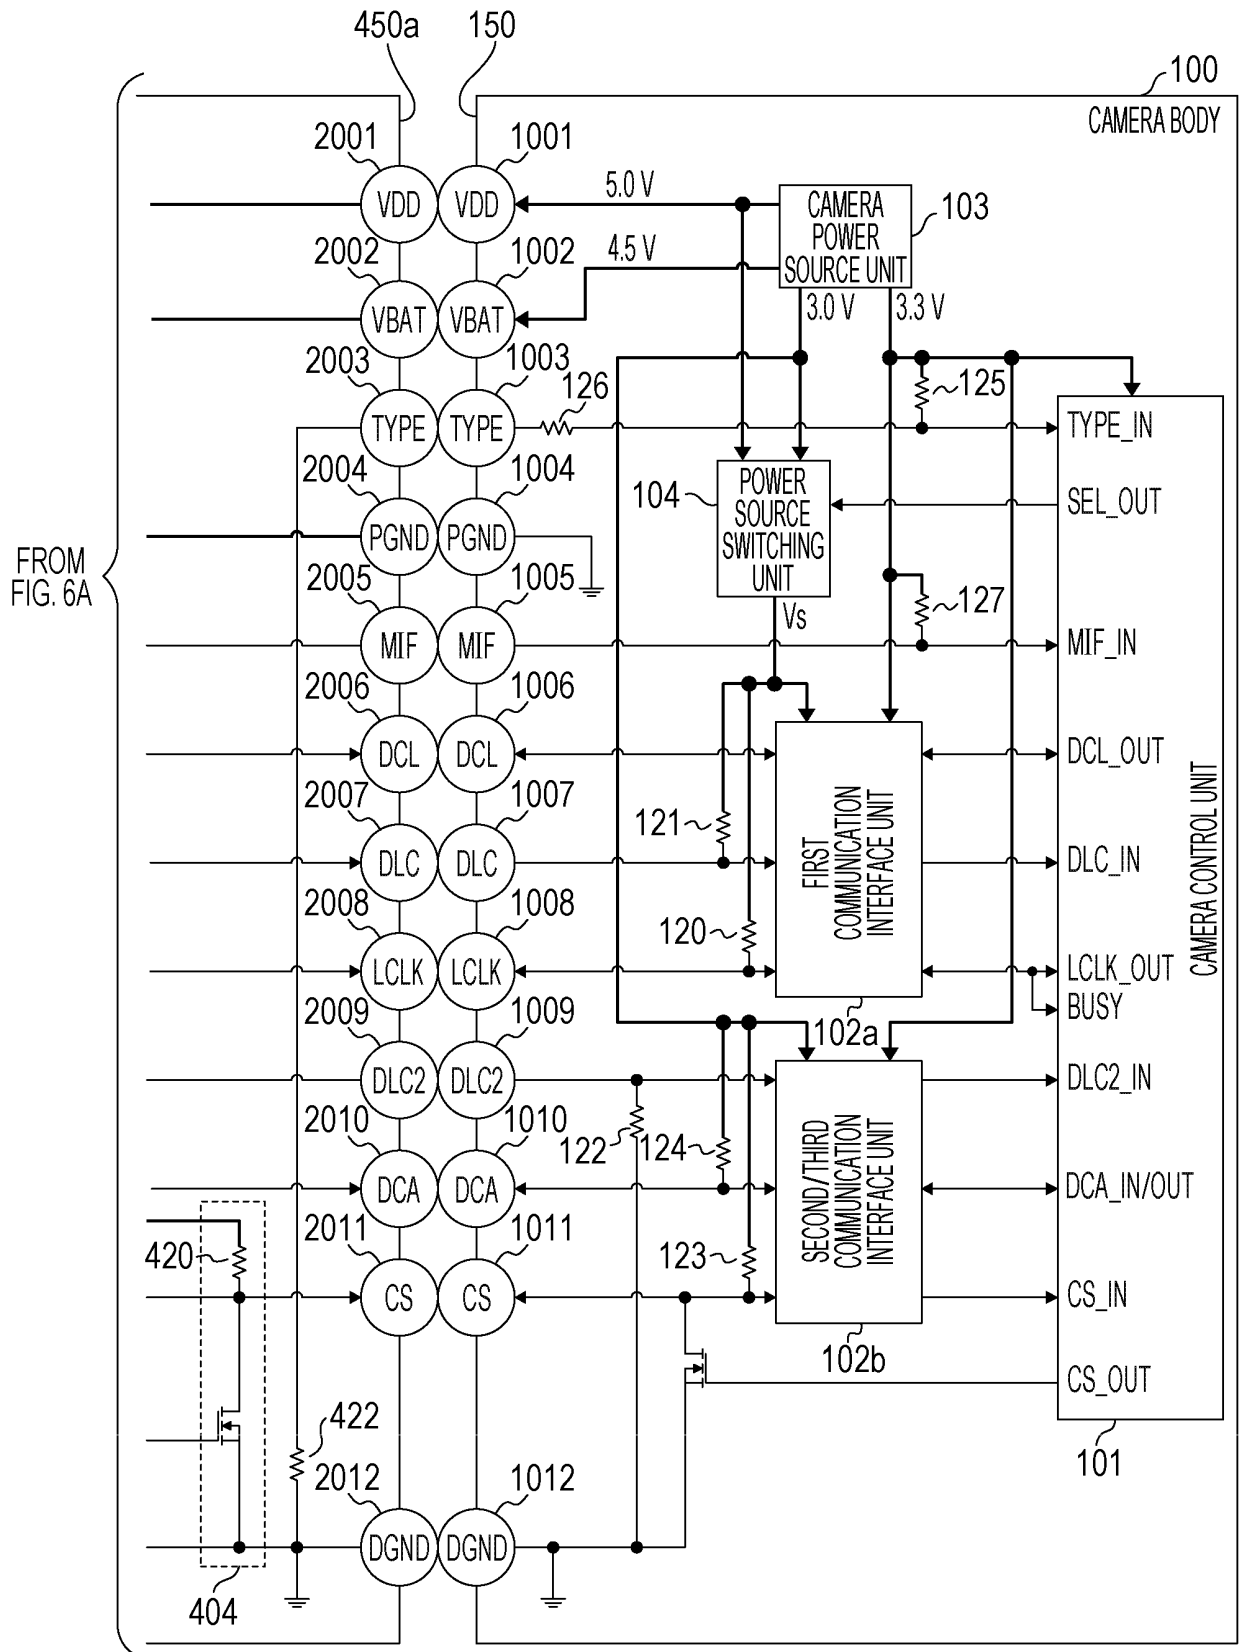 450a
150
100
CAMERA BODY
2001
1001
VDD
VDD
5.0 V
CAMERA
POWER
SOURCE UNIT
103
2002
1002
VBAT
VBAT
4.5 V
3.0 V
3.3 V
2003
1003
TYPE
TYPE
126
125
TYPE_IN
2004
1004
PGND
PGND
104
POWER
SOURCE
SWITCHING
UNIT
SEL_OUT
FROM
FIG. 6A
2005
1005
MIF
MIF
Vs
127
MIF_IN
2006
1006
DCL
DCL
DCL_OUT
2007
1007
DLC
DLC
121
FIRST
COMMUNICATION
INTERFACE UNIT
DLC_IN
CAMERA CONTROL UNIT
2008
1008
LCLK
LCLK
120
LCLK_OUT
BUSY
102a
2009
1009
DLC2
DLC2
DLC2_IN
2010
1010
DCA
DCA
122
124
SECOND/THIRD
COMMUNICATION
INTERFACE UNIT
DCA_IN/OUT
420
2011
1011
CS
CS
123
CS_IN
102b
CS_OUT
101
422
2012
1012
DGND
DGND
404